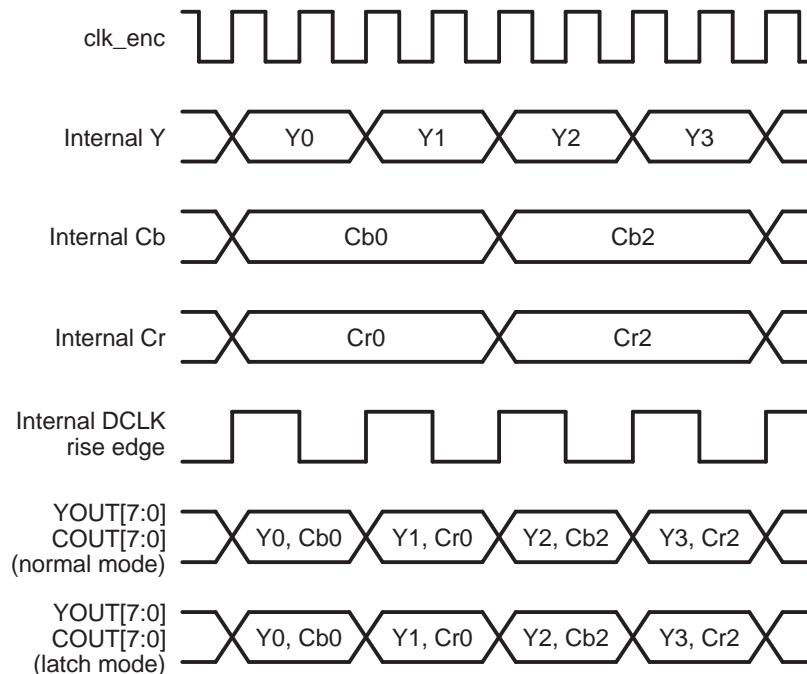 clk_enc
Internal Y
Y0
Y1
Y2
Y3
Internal Cb
Cb0
Cb2
Internal Cr
Cr0
Cr2
Internal DCLK
rise edge
YOUT[7:0]
COUT[7:0]
(normal mode)
Y0, Cb0
Y1, Cr0
Y2, Cb2
Y3, Cr2
YOUT[7:0]
COUT[7:0]
(latch mode)
Y0, Cb0
Y1, Cr0
Y2, Cb2
Y3, Cr2